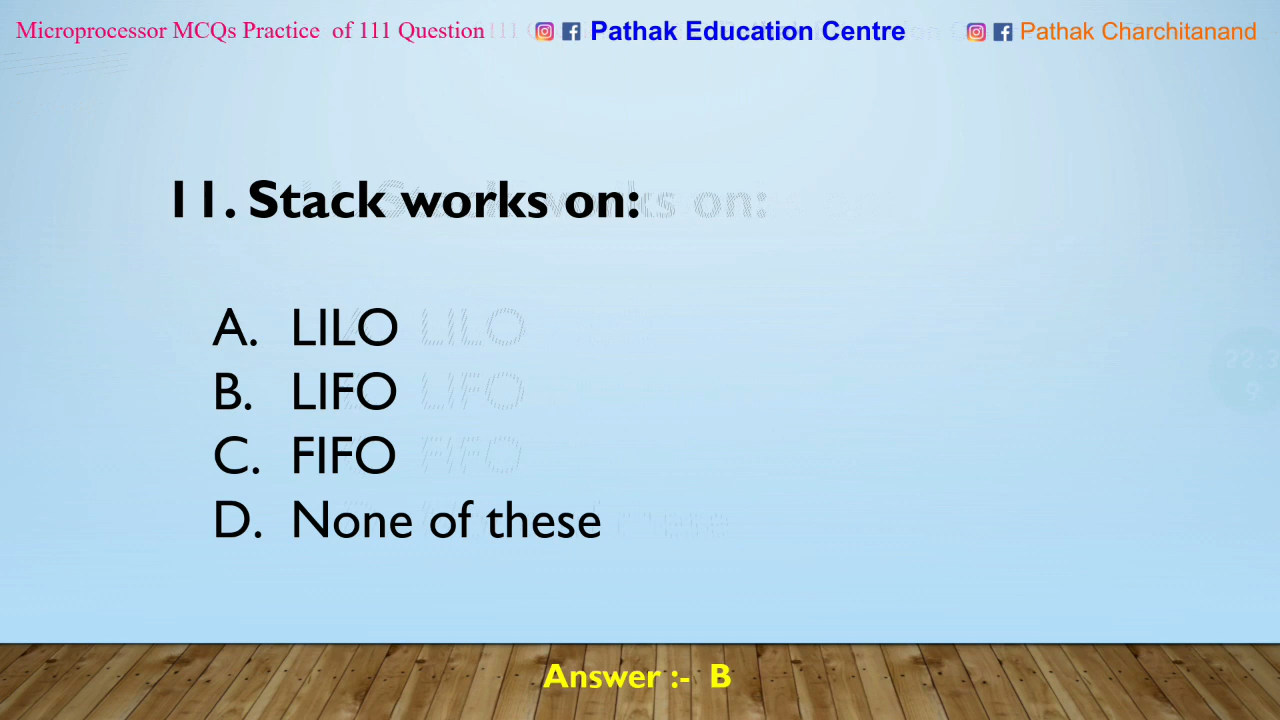 Microprocessor MCQs Practice of 111 Question Pathak Education Centre Pathak Charchitanand
11. Stack works on:
A. LILO
B. LIFO
C. FIFO
D. None of these
Answer :- B